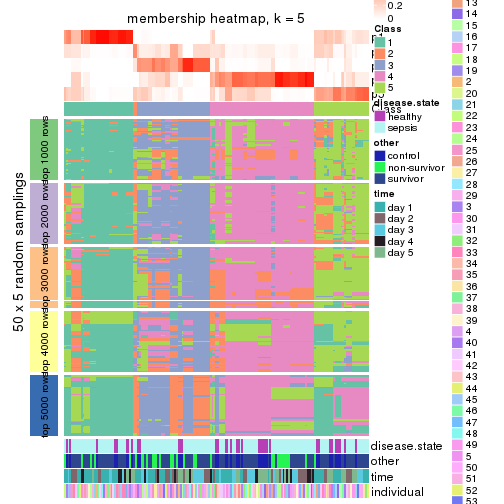 membership heatmap, k = 5
50 x 5 random samplings
top 1000 rows
top 2000 rows
top 3000 rows
top 4000 rows
top 5000 rows
Class
disease.state
other
time
individual
0.2
0
Class
1
2
3
4
5
disease.state
healthy
sepsis
other
control
non-survivor
survivor
time
day 1
day 2
day 3
day 4
day 5
13
14
15
16
17
18
19
2
20
21
22
23
24
25
26
27
28
29
3
30
31
32
33
34
35
36
37
38
39
4
40
41
42
43
44
45
46
47
48
49
5
50
51
52
53